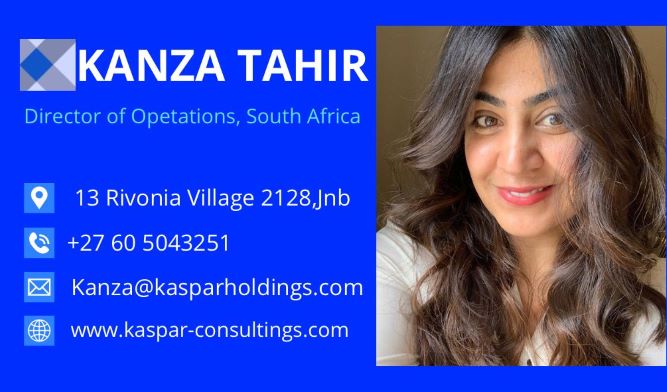 KANZA TAHIR
Director of Opetations, South Africa
13 Rivonia Village 2128,Jnb
+27 60 5043251
Kanza@kasparholdings.com
www.kaspar-consultings.com